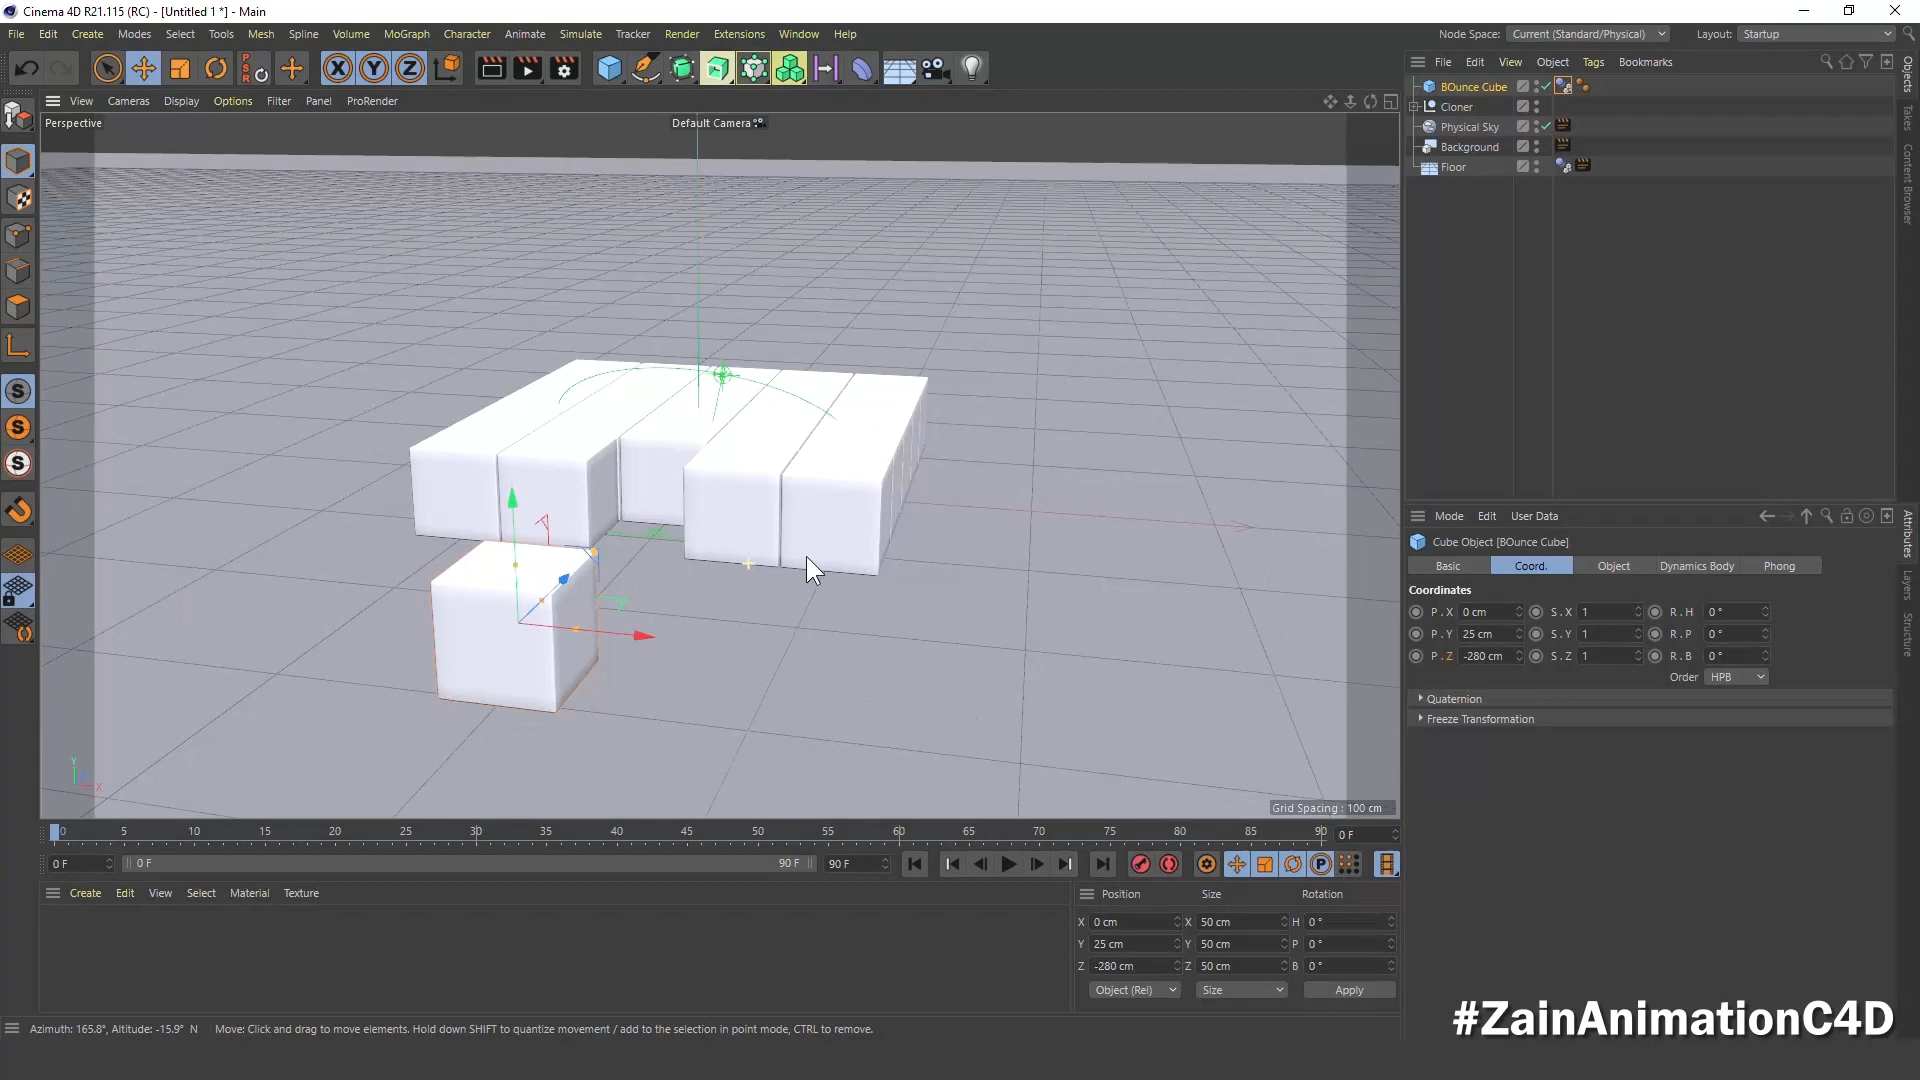 Cinema 4D R21.115 (RC) - [Untitled 1 *] - Main
File Edit Create Modes Select Tools Mesh Spline Volume MoGraph Character Animate Simulate Tracker Render Extensions Window Help Node Space: Current (Standard/Physical) Layout: Startup
View Cameras Display Options Filter Panel ProRender
Perspective
Default Camera
File Edit View Object Tags Bookmarks
BOunce Cube
Cloner
Physical Sky
Background
Floor
Objects
Takes
Content Browser
Mode Edit User Data
Cube Object [BOunce Cube]
Basic Coord. Object Dynamics Body Phong
Coordinates
P . X 0 cm S . X 1 R . H 0 °
P . Y 25 cm S . Y 1 R . P 0 °
P . Z -280 cm S . Z 1 R . B 0 °
Order HPB
Quaternion
Freeze Transformation
Attributes
Layers
Structure
Y
X
Grid Spacing : 100 cm
0 5 10 15 20 25 30 35 40 45 50 55 60 65 70 75 80 85 90 0 F
0 F 0 F 90 F 90 F
Create Edit View Select Material Texture
Position Size Rotation
X 0 cm X 50 cm H 0 °
Y 25 cm Y 50 cm P 0 °
Z -280 cm Z 50 cm B 0 °
Object (Rel) Size Apply
Azimuth: 165.8°, Altitude: -15.9° N Move: Click and drag to move elements. Hold down SHIFT to quantize movement / add to the selection in point mode, CTRL to remove.
#ZainAnimationC4D